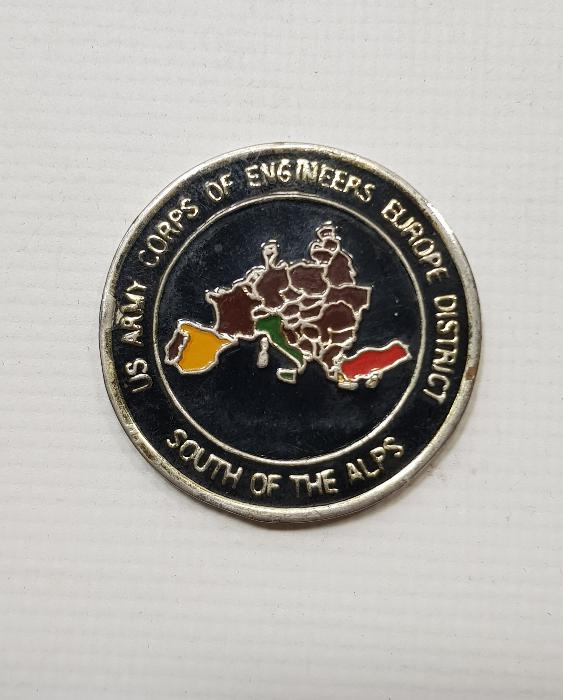 US ARMY CORPS OF ENGINEERS EUROPE DISTRICT
SOUTH OF THE ALPS